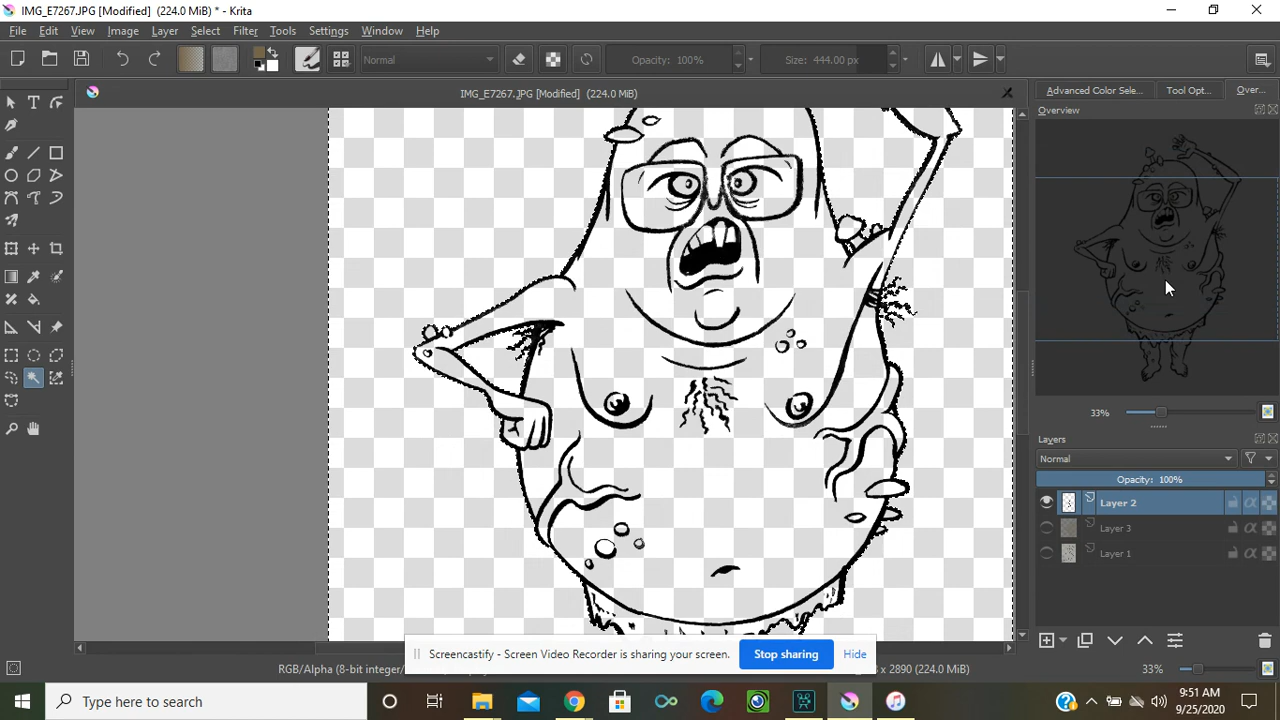 IMG_E7267.JPG [Modified] (224.0 MiB) * - Krita
File Edit View Image Layer Select Filter Tools Settings Window Help
Normal Opacity: 100% Size: 444.00 px
IMG_E7267.JPG [Modified] (224.0 MiB)
Advanced Color Sele... Tool Opt... Over...
Overview
33%
Layers
Normal
Opacity: 100%
Layer 2
Layer 3
Layer 1
Screencastify - Screen Video Recorder is sharing your screen. Stop sharing Hide
RGB/Alpha (8-bit integer/ x 2890 (224.0 MiB) 33%
Type here to search
9:51 AM
9/25/2020